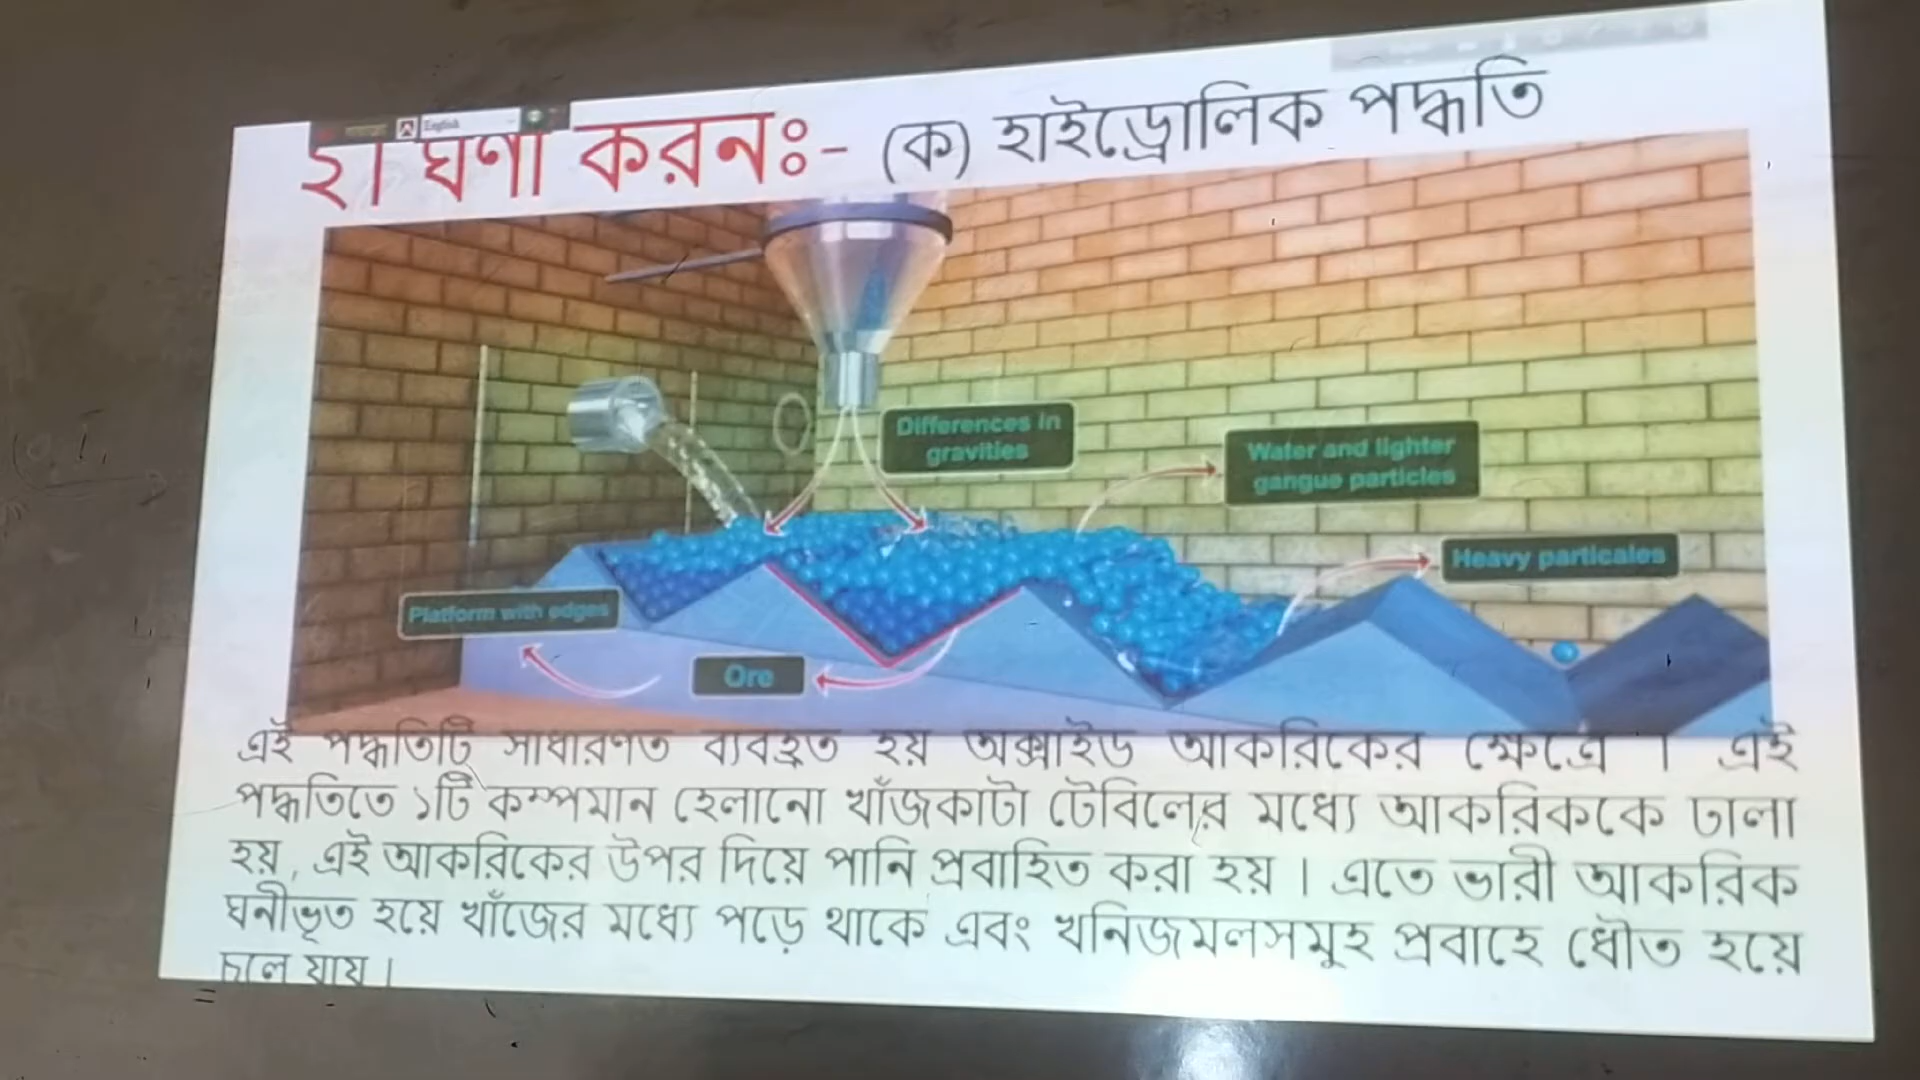 English
২। ঘণী করনঃ- (ক) হাইড্রোলিক পদ্ধতি
Differences in
gravities
Water and lighter
gangue particles
Heavy particales
Platform with edges
Ore
এই পদ্ধতিটি সাধারণত ব্যবহৃত হয় অক্সাইড আকরিকের ক্ষেত্রে । এই
পদ্ধতিতে ১টি কম্পমান হেলানো খাঁজকাটা টেবিলের মধ্যে আকরিককে ঢালা
হয়, এই আকরিকের উপর দিয়ে পানি প্রবাহিত করা হয় । এতে ভারী আকরিক
ঘনীভূত হয়ে খাঁজের মধ্যে পড়ে থাকে এবং খনিজমলসমুহ প্রবাহে ধৌত হয়ে
চলে যায় ।